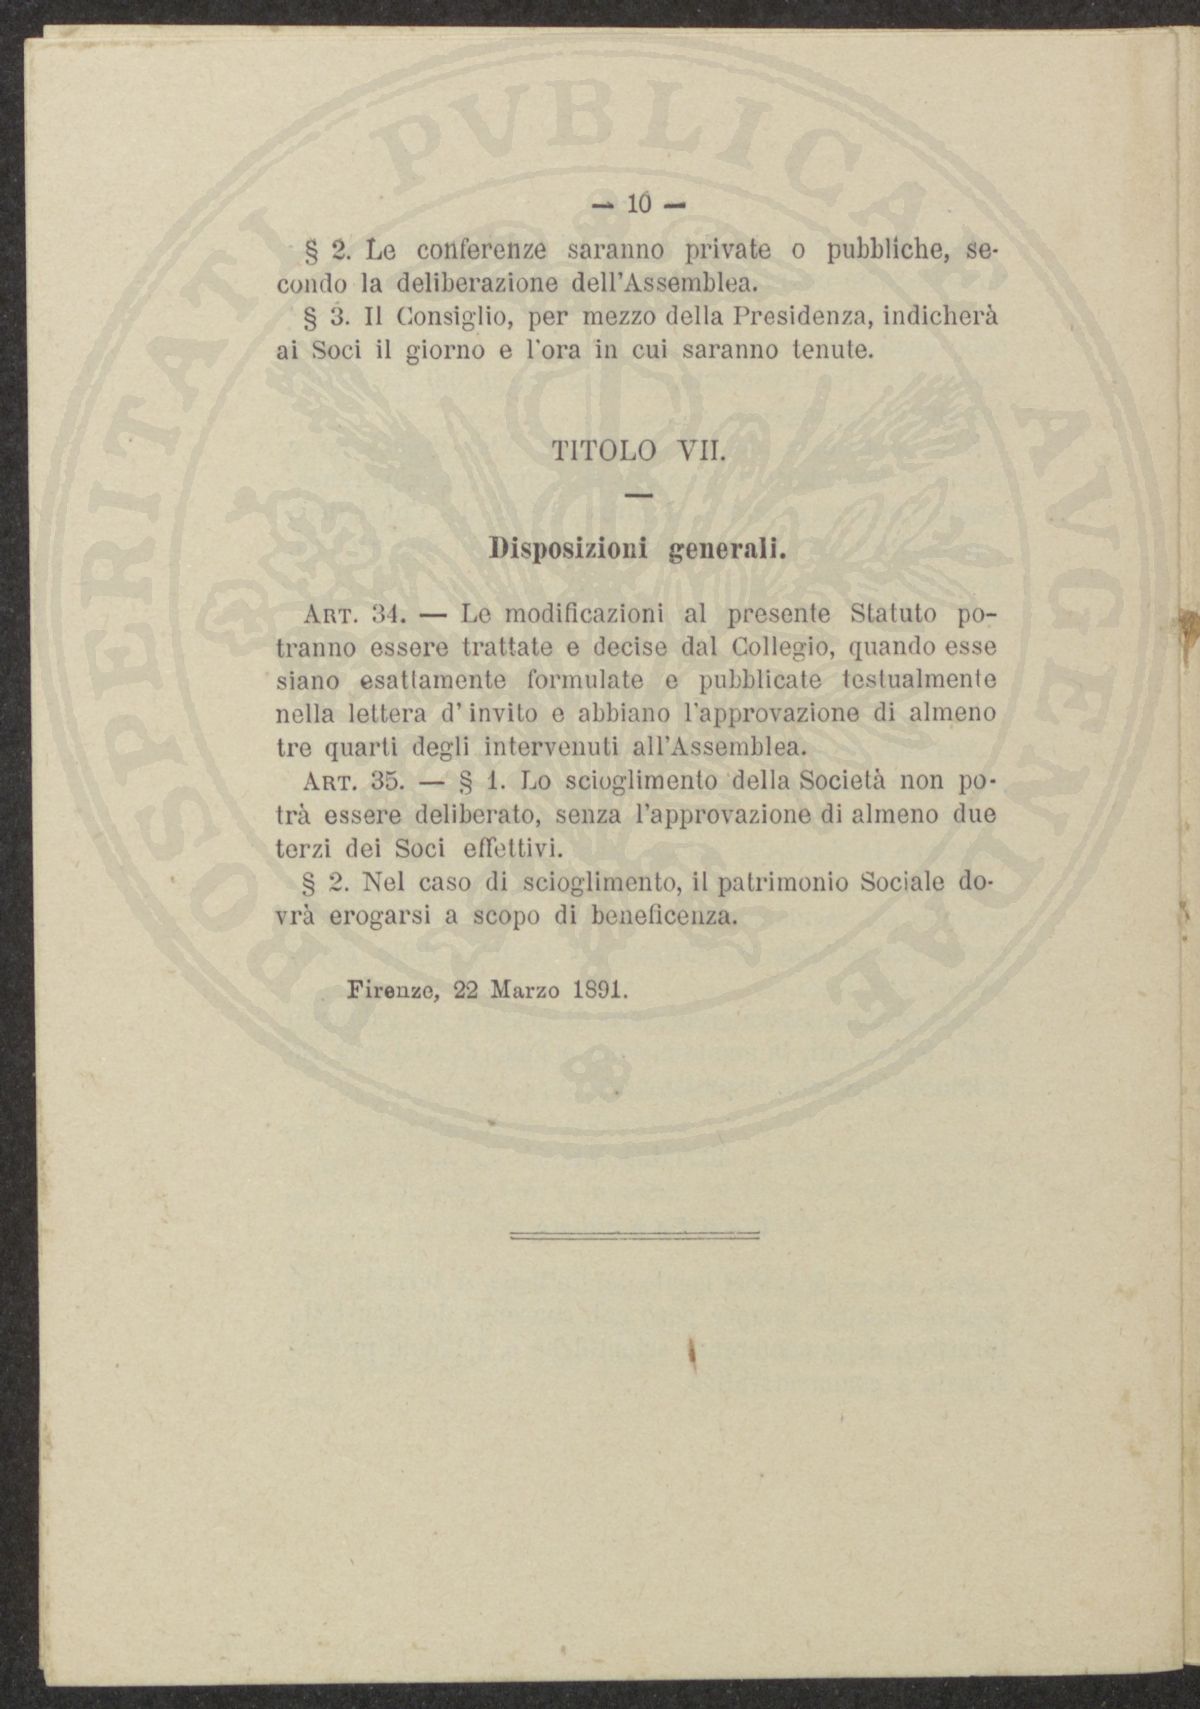 — 10 —
§ 2. Le conferenze saranno private o pubbliche, se-
condo la deliberazione dell'Assemblea.
§ 3. Il Consiglio, per mezzo della Presidenza, indicherà
ai Soci il giorno e l'ora in cui saranno tenute.
TITOLO VII.
—
Disposizioni generali.
ART. 34. — Le modificazioni al presente Statuto po-
tranno essere trattate e decise dal Collegio, quando esse
siano esattamente formulate e pubblicate testualmente
nella lettera d' invito e abbiano l'approvazione di almeno
tre quarti degli intervenuti all'Assemblea.
ART. 35. — § 1. Lo scioglimento della Società non po-
trà essere deliberato, senza l'approvazione di almeno due
terzi dei Soci effettivi.
§ 2. Nel caso di scioglimento, il patrimonio Sociale do-
vrà erogarsi a scopo di beneficenza.
Firenze, 22 Marzo 1891.
PROSPERITATI PVBLICAE AVGENDAE